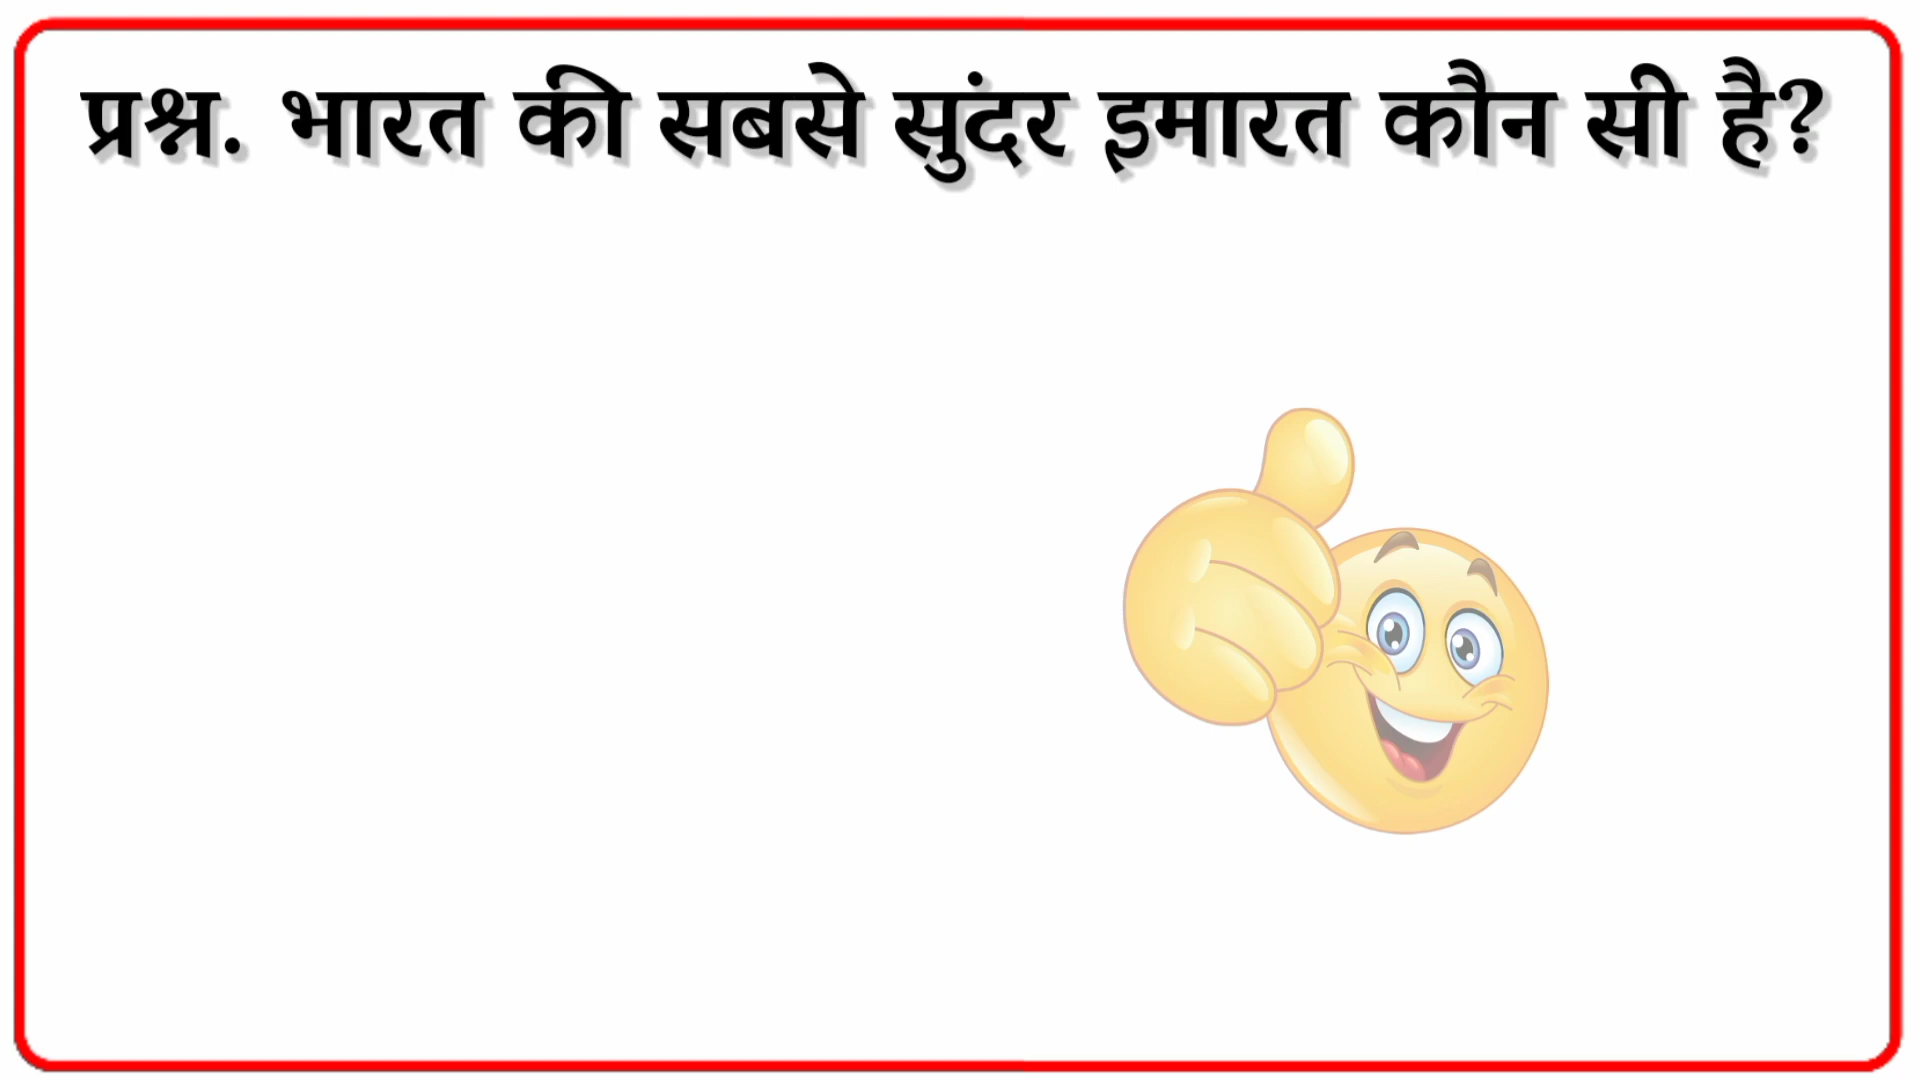 प्रश्न. भारत की सबसे सुंदर इमारत कौन सी है?